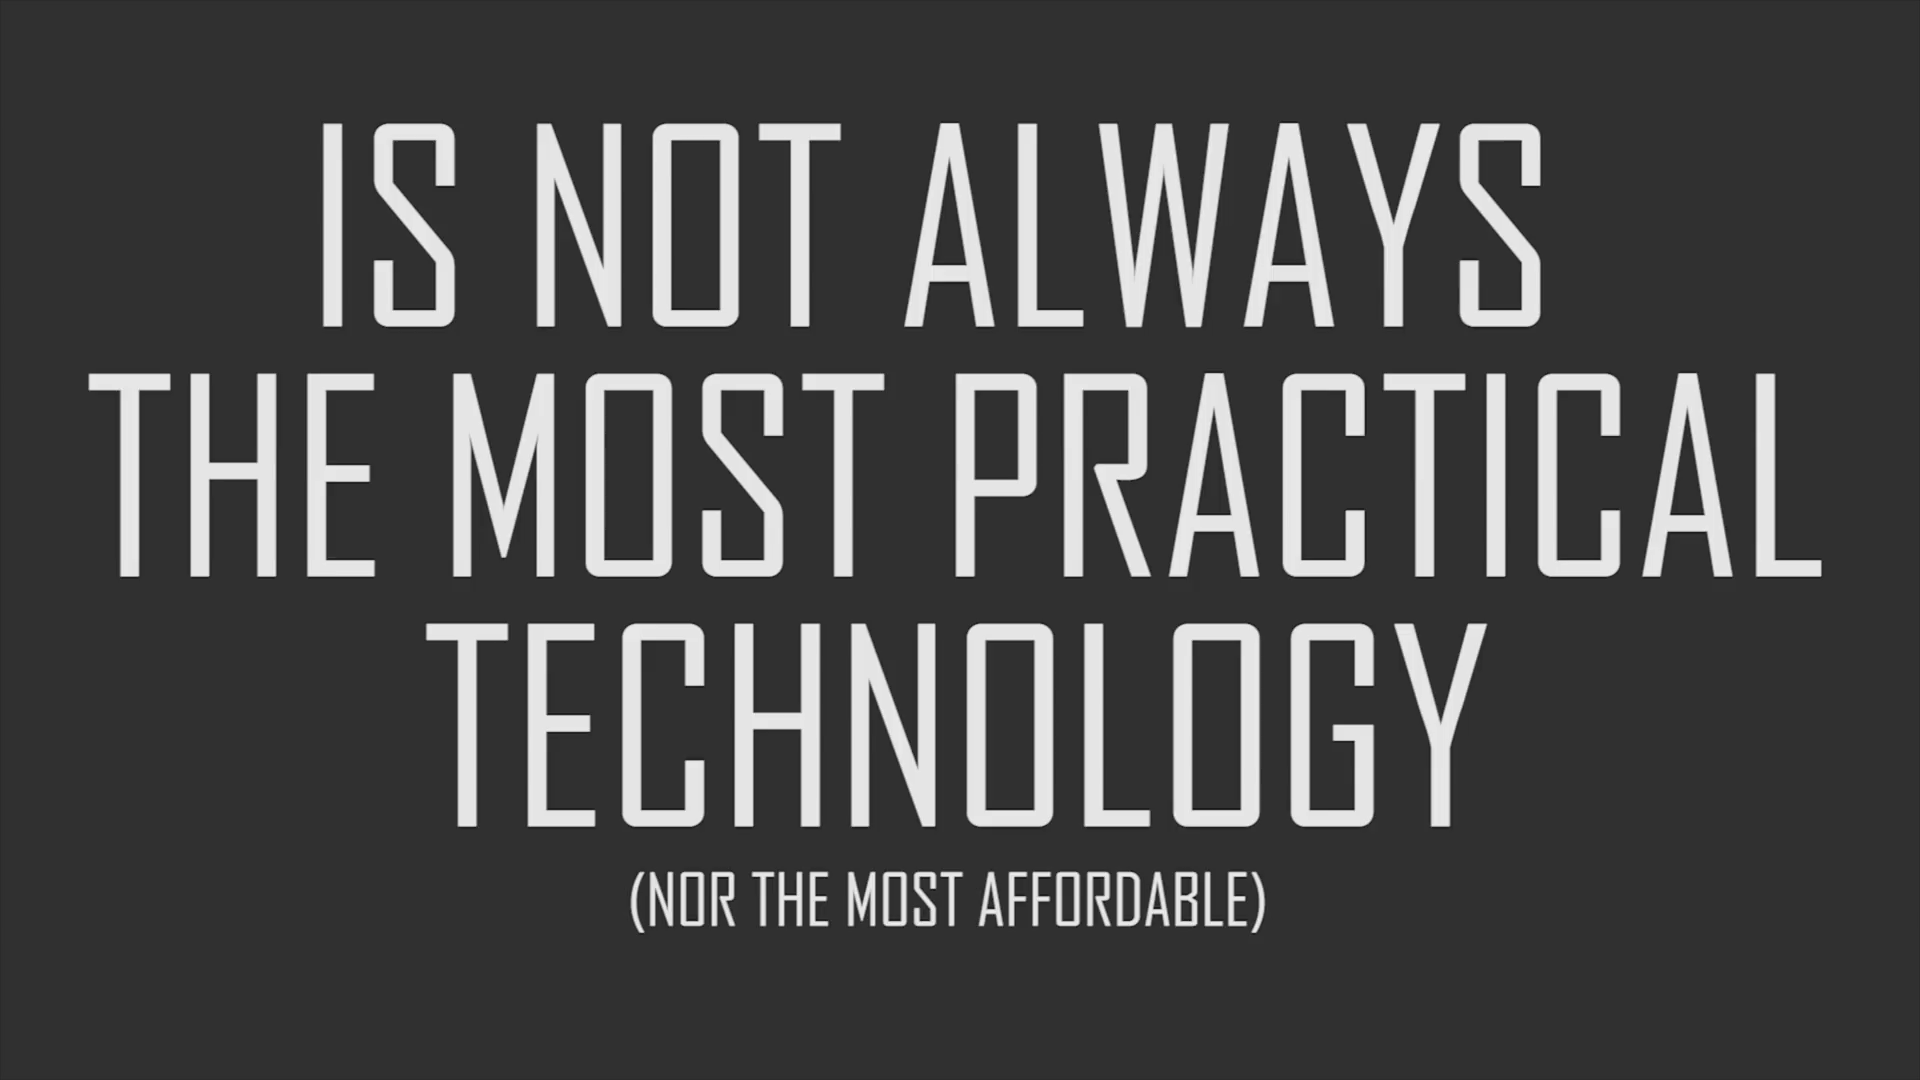 IS NOT ALWAYS
THE MOST PRACTICAL
TECHNOLOGY
(NOR THE MOST AFFORDABLE)